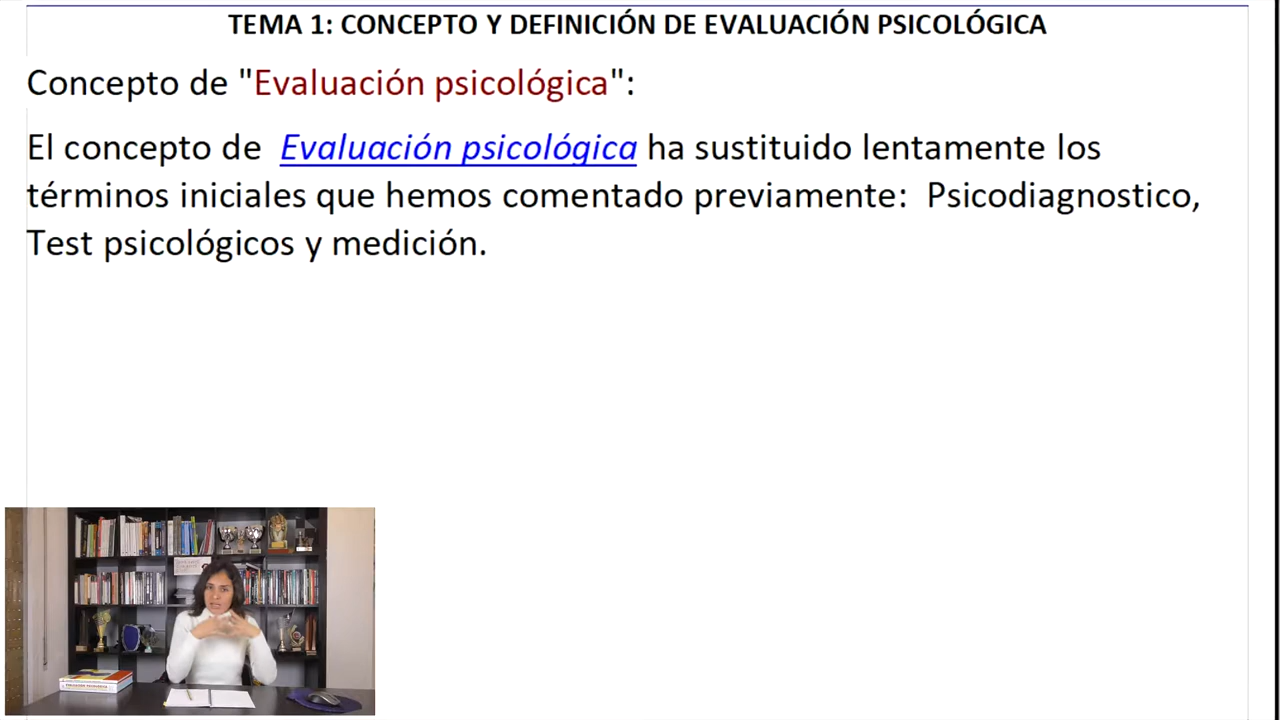 TEMA 1: CONCEPTO Y DEFINICIÓN DE EVALUACIÓN PSICOLÓGICA
Concepto de "Evaluación psicológica":
El concepto de Evaluación psicológica ha sustituido lentamente los
términos iniciales que hemos comentado previamente: Psicodiagnostico,
Test psicológicos y medición.